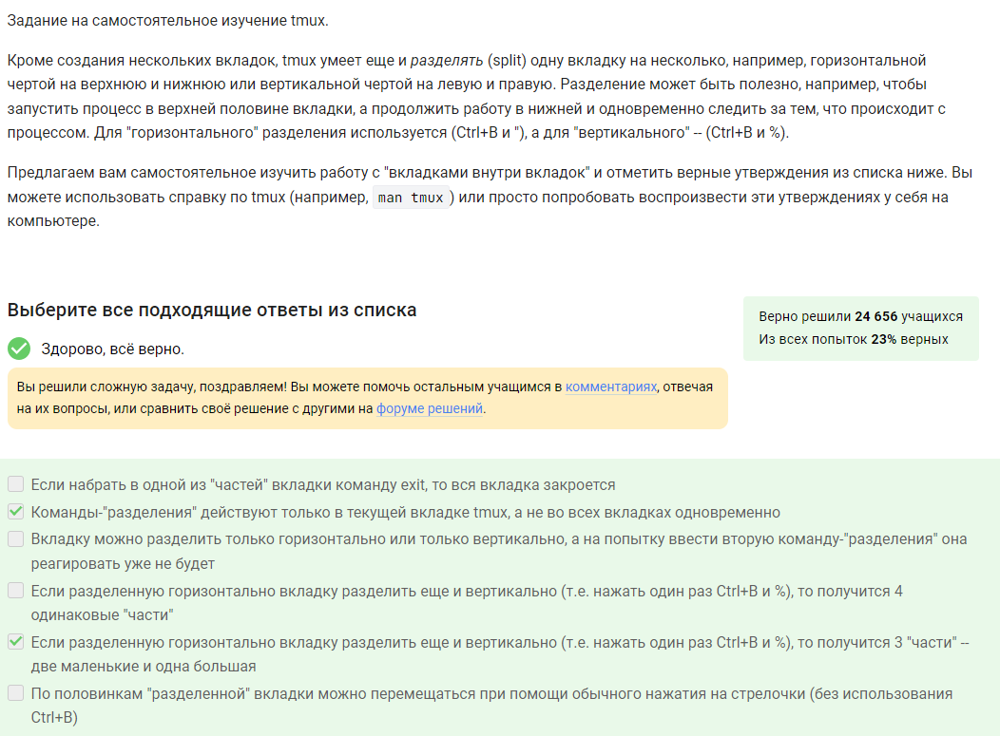 Задание на самостоятельное изучение tmux.
Кроме создания нескольких вкладок, tmux умеет еще и разделять (split) одну вкладку на несколько, например, горизонтальной
чертой на верхнюю и нижнюю или вертикальной чертой на левую и правую. Разделение может быть полезно, например, чтобы
запустить процесс в верхней половине вкладки, а продолжить работу в нижней и одновременно следить за тем, что происходит с
процессом. Для "горизонтального" разделения используется (Ctrl+B и "), а для "вертикального" -- (Ctrl+B и %).
Предлагаем вам самостоятельное изучить работу с "вкладками внутри вкладок" и отметить верные утверждения из списка ниже. Вы
можете использовать справку по tmux (например, man tmux ) или просто попробовать воспроизвести эти утверждениях у себя на
компьютере.
Выберите все подходящие ответы из списка
Верно решили 24 656 учащихся
Из всех попыток 23% верных
Здорово, всё верно.
Вы решили сложную задачу, поздравляем! Вы можете помочь остальным учащимся в комментариях, отвечая
на их вопросы, или сравнить своё решение с другими на форуме решений.
Если набрать в одной из "частей" вкладки команду exit, то вся вкладка закроется
Команды-"разделения" действуют только в текущей вкладке tmux, а не во всех вкладках одновременно
Вкладку можно разделить только горизонтально или только вертикально, а на попытку ввести вторую команду-"разделения" она
реагировать уже не будет
Если разделенную горизонтально вкладку разделить еще и вертикально (т.е. нажать один раз Ctrl+B и %), то получится 4
одинаковые "части"
Если разделенную горизонтально вкладку разделить еще и вертикально (т.е. нажать один раз Ctrl+B и %), то получится 3 "части" --
две маленькие и одна большая
По половинкам "разделенной" вкладки можно перемещаться при помощи обычного нажатия на стрелочки (без использования
Ctrl+B)